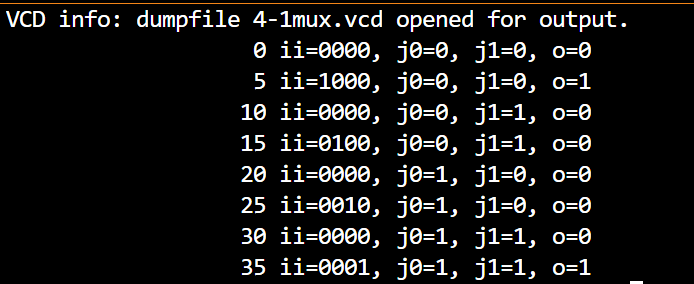 VCD info: dumpfile 4-1mux.vcd opened for output.
0 ii=0000, j0=0, j1=0, o=0
5 ii=1000, j0=0, j1=0, o=1
10 ii=0000, j0=0, j1=1, o=0
15 ii=0100, j0=0, j1=1, o=0
20 ii=0000, j0=1, j1=0, o=0
25 ii=0010, j0=1, j1=0, o=0
30 ii=0000, j0=1, j1=1, o=0
35 ii=0001, j0=1, j1=1, o=1